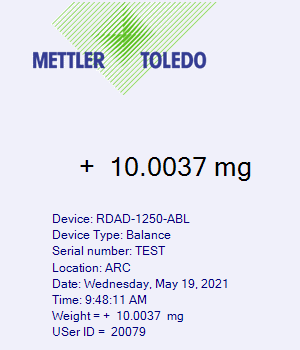 METTLER TOLEDO
+ 10.0037 mg
Device: RDAD-1250-ABL
Device Type: Balance
Serial number: TEST
Location: ARC
Date: Wednesday, May 19, 2021
Time: 9:48:11 AM
Weight = + 10.0037 mg
USer ID = 20079